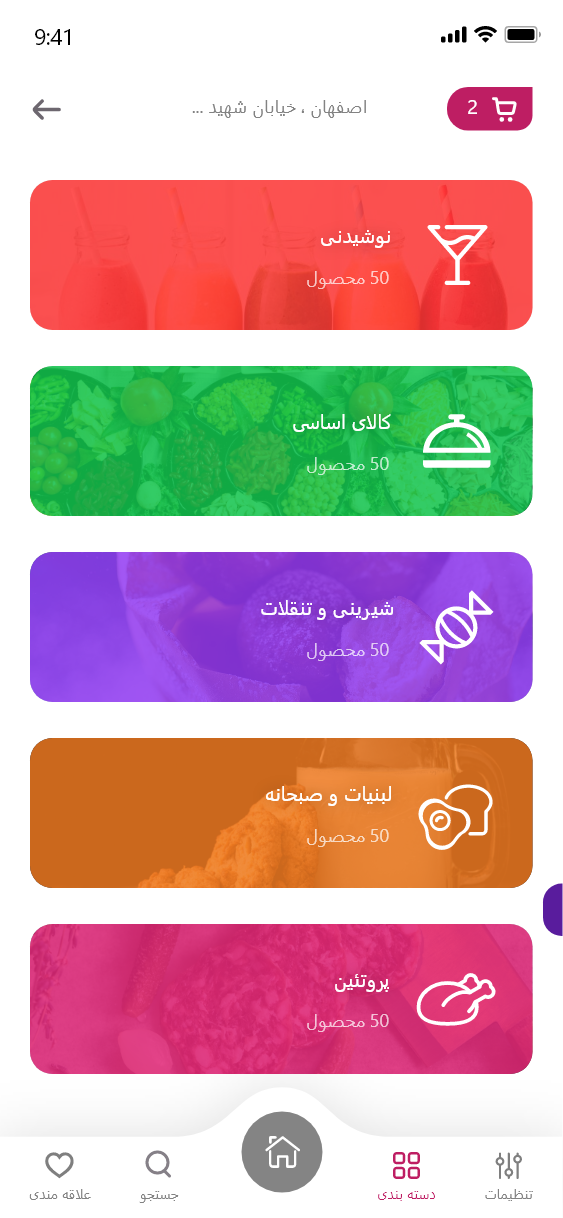 9:41
2
اصفهان ، خیابان شهید ...
نوشیدنی
50 محصول
کالای اساسی
50 محصول
شیرینی و تنقلات
50 محصول
لبنیات و صبحانه
50 محصول
پروتئین
50 محصول
تنظیمات
دسته بندی
جستجو
علاقه مندی